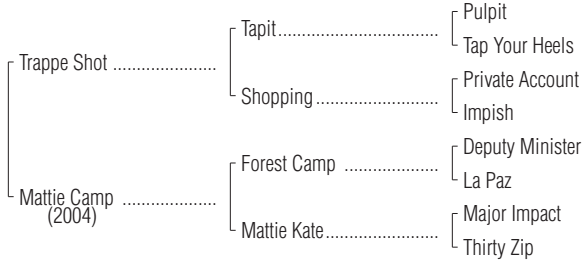 Pulpit
Tapit
Tap Your Heels
Trappe Shot
Private Account
Shopping
Impish
Deputy Minister
Forest Camp
La Paz
Mattie Camp
(2004)
Major Impact
Mattie Kate
Thirty Zip